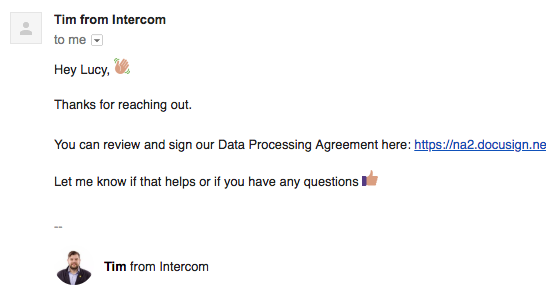 Tim from Intercom
to me
Hey Lucy, 👋
Thanks for reaching out.
You can review and sign our Data Processing Agreement here: https://na2.docusign.ne
Let me know if that helps or if you have any questions 👍
--
Tim from Intercom